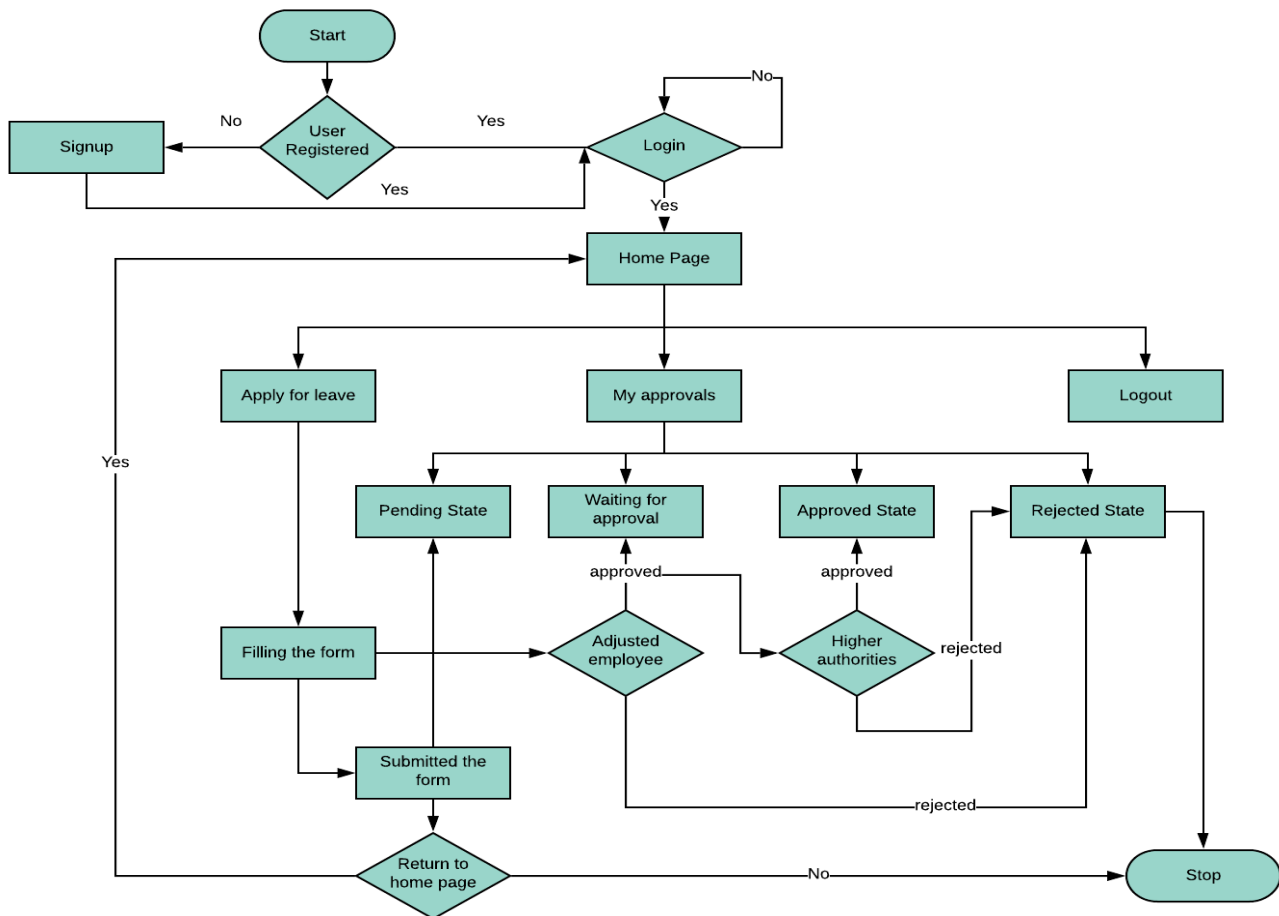 Start
No
No
User
Registered
Yes
Signup
Login
Yes
Yes
Home Page
Apply for leave
My approvals
Logout
Yes
Pending State
Waiting for
approval
Approved State
Rejected State
approved
approved
Filling the form
Adjusted
employee
Higher
authorities
rejected
Submitted the
form
rejected
Return to
home page
No
Stop